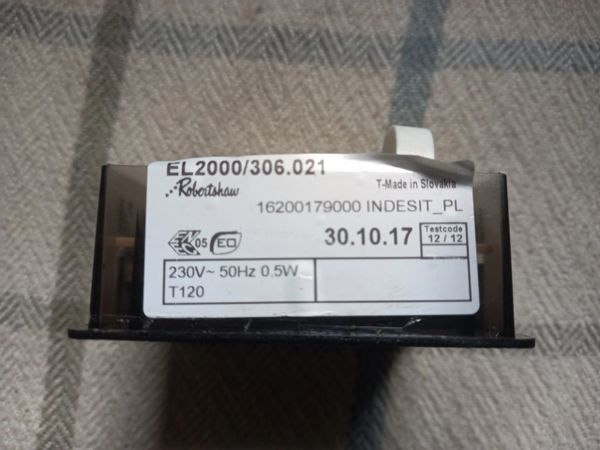 EL2000/306.021
Robertshaw
T-Made in Slovakia
16200179000 INDESIT_PL
05
30.10.17
Testcode
12 / 12
230V~ 50Hz 0.5W
T120